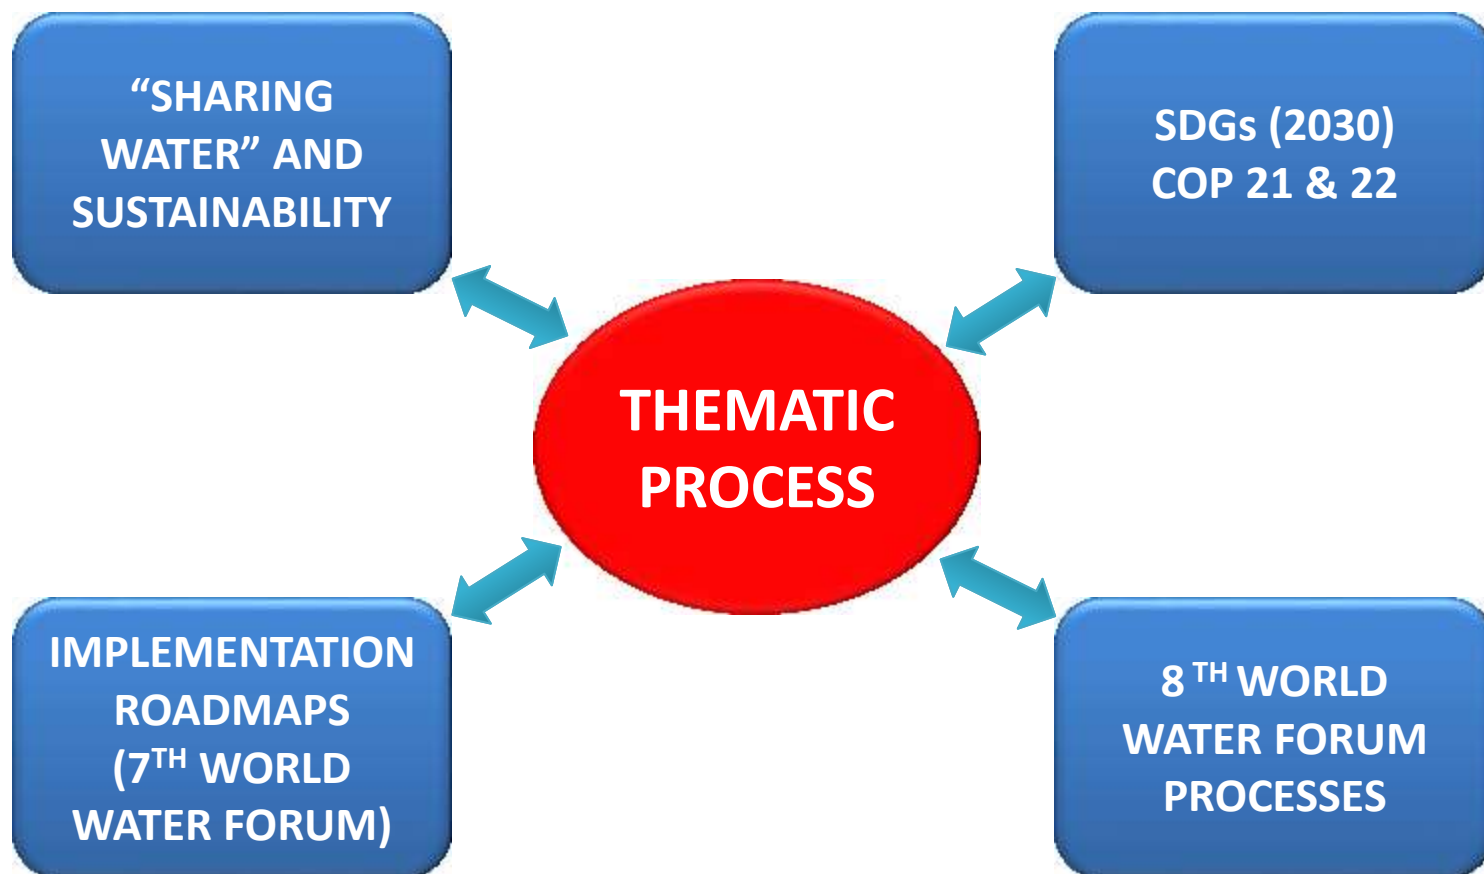 “SHARING
WATER” AND
SUSTAINABILITY
SDGs (2030)
COP 21 & 22
THEMATIC
PROCESS
IMPLEMENTATION
ROADMAPS
(7TH WORLD
WATER FORUM)
8 TH WORLD
WATER FORUM
PROCESSES